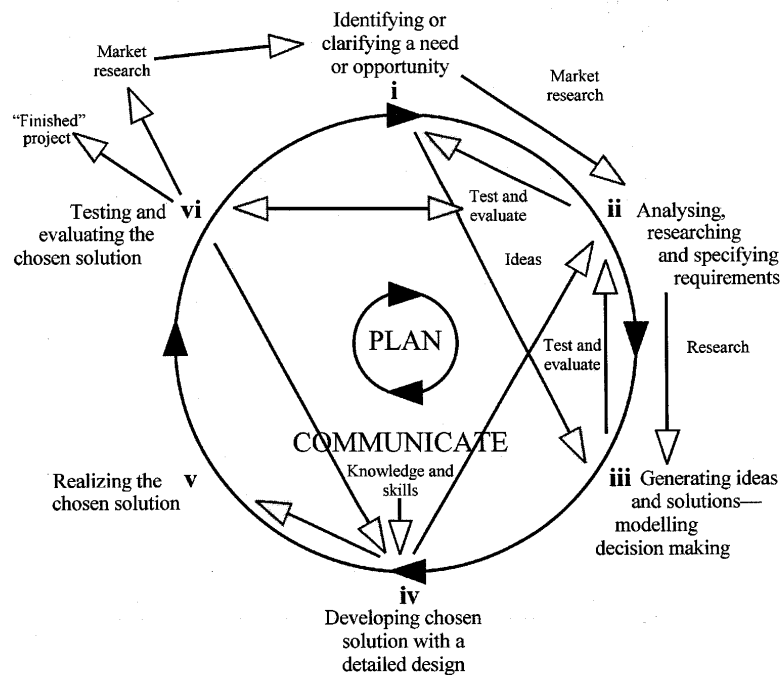 Identifying or
clarifying a need
or opportunity
i
Market
research
Market
research
"Finished"
project
Testing and
evaluating the
chosen solution
vi
Test and
evaluate
ii
Analysing,
researching
and specifying
requirements
Ideas
PLAN
Test and
evaluate
Research
COMMUNICATE
Knowledge and
skills
Realizing the
chosen solution
v
iii Generating ideas
and solutions—
modelling
decision making
iv
Developing chosen
solution with a
detailed design